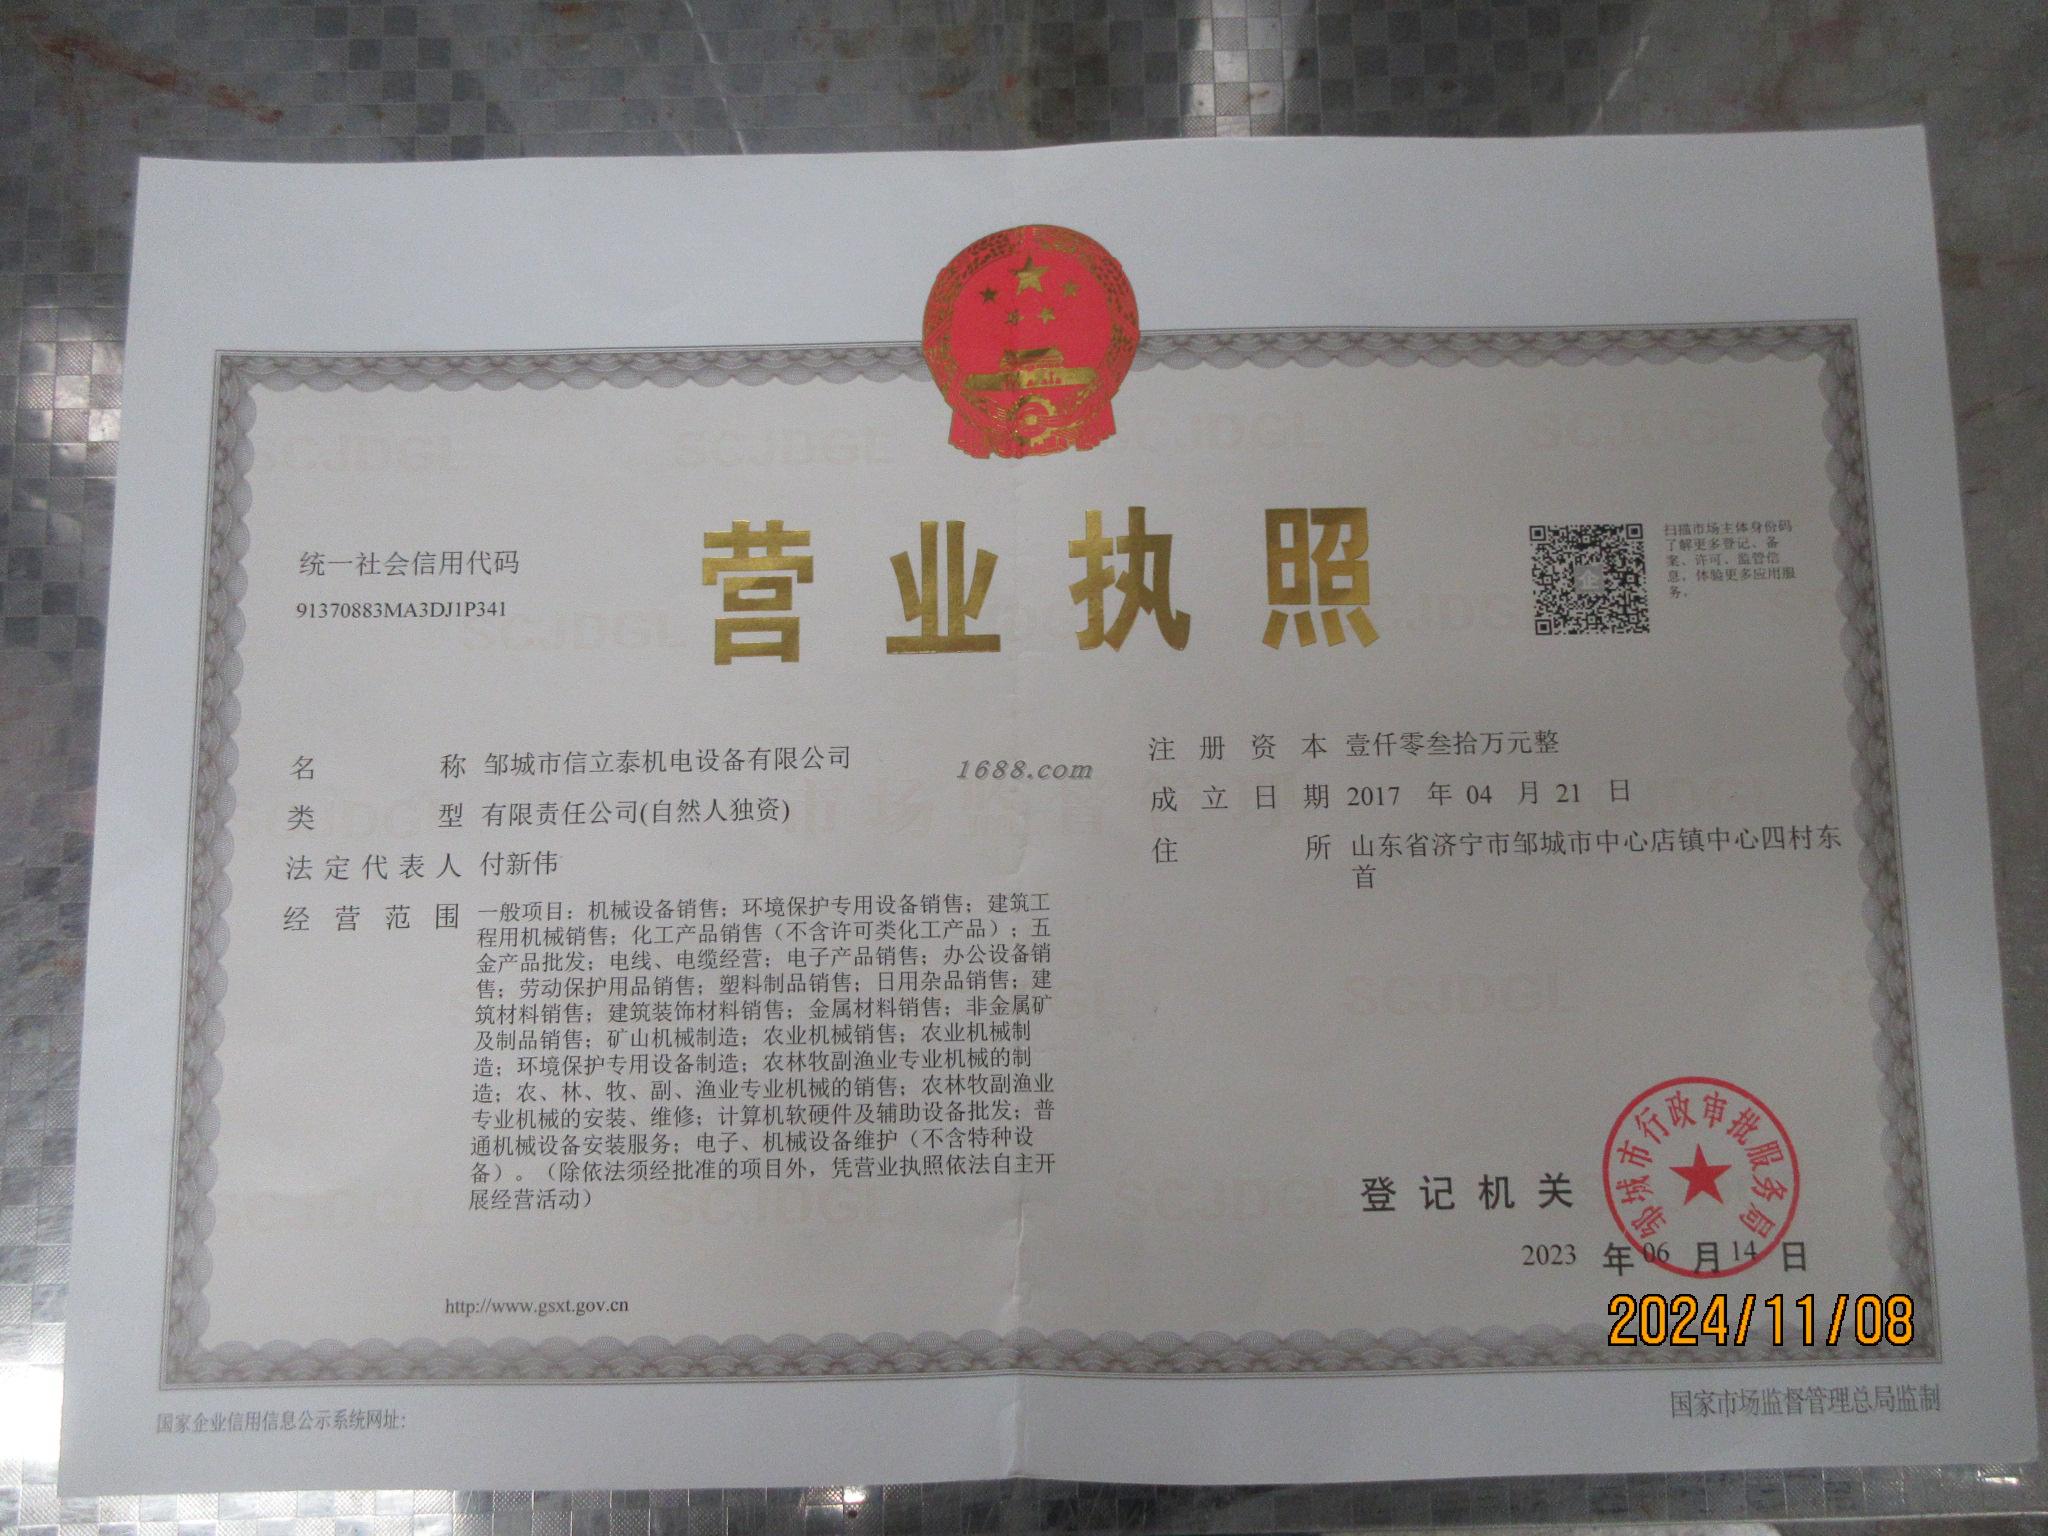 营业执照
统一社会信用代码
91370883MA3DJ1P341
扫描市场主体身份码
了解更多登记、备
案、许可、监管信
息，体验更多应用服
务。
名称 邹城市信立泰机电设备有限公司
类型 有限责任公司(自然人独资)
法定代表人 付新伟
经营范围 一般项目：机械设备销售；环境保护专用设备销售；建筑工
程用机械销售；化工产品销售（不含许可类化工产品）；五
金产品批发；电线、电缆经营；电子产品销售；办公设备销
售；劳动保护用品销售；塑料制品销售；日用杂品销售；建
筑材料销售；建筑装饰材料销售；金属材料销售；非金属矿
及制品销售；矿山机械制造；农业机械销售；农业机械制
造；环境保护专用设备制造；农林牧副渔业专业机械的制
造；农、林、牧、副、渔业专业机械的销售；农林牧副渔业
专业机械的安装、维修；计算机软硬件及辅助设备批发；普
通机械设备安装服务；电子、机械设备维护（不含特种设
备）。（除依法须经批准的项目外，凭营业执照依法自主开
展经营活动）
1688.com
注册资本 壹仟零叁拾万元整
成立日期 2017 年 04 月 21 日
住所 山东省济宁市邹城市中心店镇中心四村东
首
登记机关
邹城市行政审批服务局
2023 年 06 月 14 日
http://www.gsxt.gov.cn
2024/11/08
国家企业信用信息公示系统网址：
国家市场监督管理总局监制